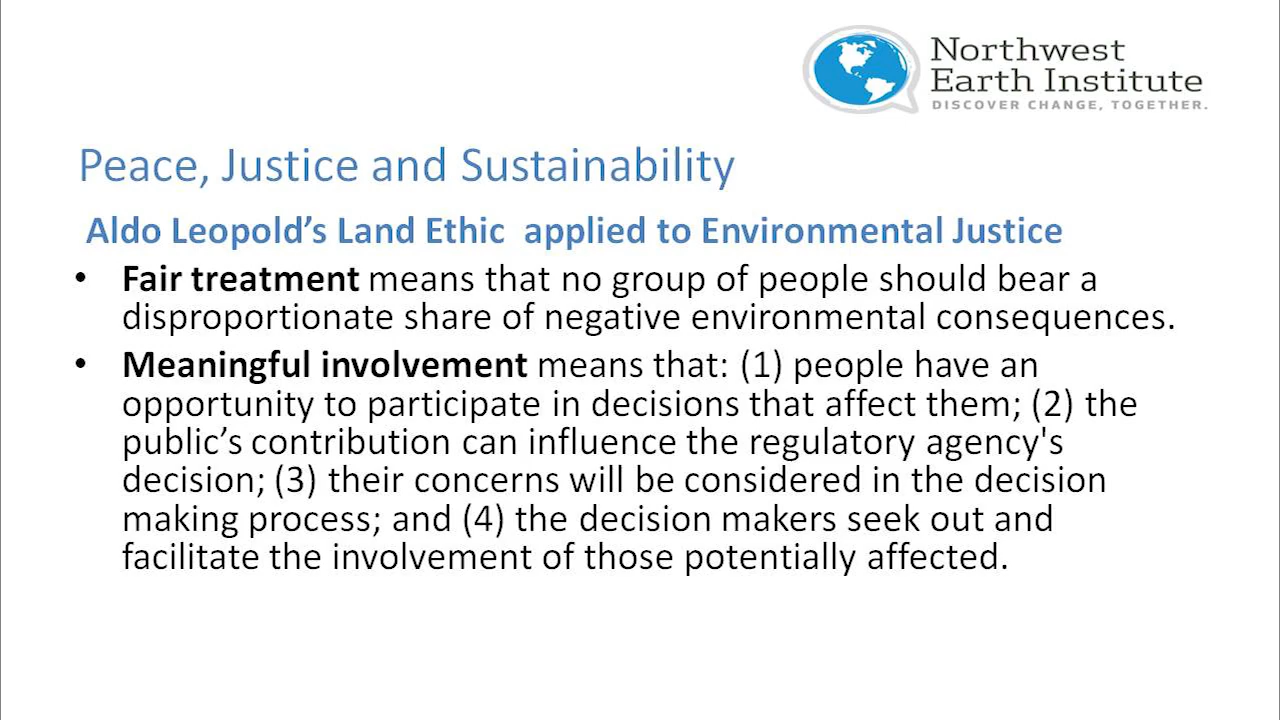 Northwest
Earth Institute
DISCOVER CHANGE, TOGETHER.
Peace, Justice and Sustainability
Aldo Leopold’s Land Ethic  applied to Environmental Justice
• Fair treatment means that no group of people should bear a
disproportionate share of negative environmental consequences.
• Meaningful involvement means that: (1) people have an
opportunity to participate in decisions that affect them; (2) the
public’s contribution can influence the regulatory agency's
decision; (3) their concerns will be considered in the decision
making process; and (4) the decision makers seek out and
facilitate the involvement of those potentially affected.